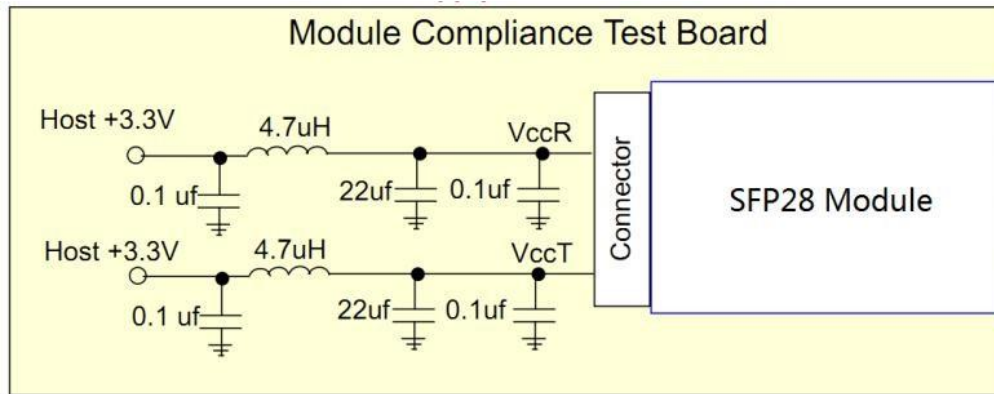 Module Compliance Test Board
Host +3.3V
4.7uH
VccR
0.1 uf
22uf
0.1uf
Connector
SFP28 Module
Host +3.3V
4.7uH
VccT
0.1 uf
22uf
0.1uf